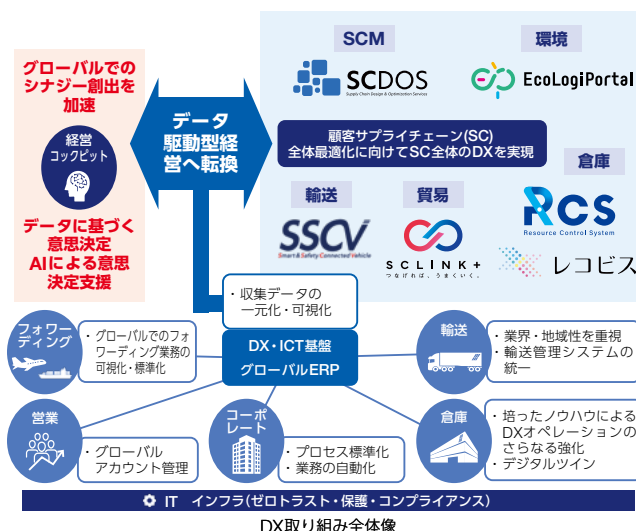 グローバルでの
シナジー創出を
加速
経営
コックピット
データに基づく
意思決定
AIによる意思
決定支援
データ
駆動型経
営へ転換
SCM
SCDOS
Supply Chain Design & Optimization Services
環境
EcoLogiPortal
顧客サプライチェーン(SC)
全体最適化に向けてSC全体のDXを実現
輸送
SSCV
Smart & Safety Connected Vehicle
貿易
SCLINK+
つなげれば、うまくいく。
倉庫
RCS
Resource Control System
レコビス
・収集データの
一元化・可視化
DX・ICT基盤
グローバルERP
フォワー
ディング
・グローバルでのフォ
ワーディング業務の
可視化・標準化
営業
・グローバル
アカウント管理
コーポ
レート
・プロセス標準化
・業務の自動化
輸送
・業界・地域性を重視
・輸送管理システムの
統一
倉庫
・培ったノウハウによる
DXオペレーションの
さらなる強化
・デジタルツイン
IT インフラ(ゼロトラスト・保護・コンプライアンス)
DX取り組み全体像